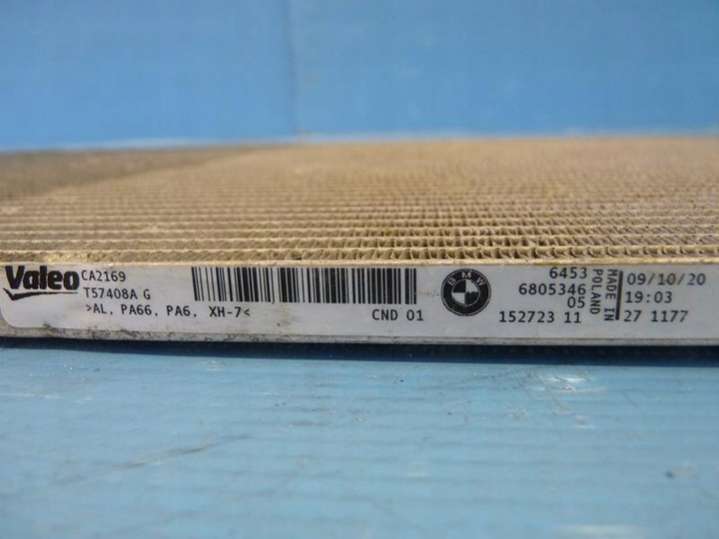 Valeo
CA2169
T57408A G
>AL, PA66, PA6, XH-7<
CND 01
BMW
6453
6805346
05
152723 11
MADE IN
POLAND
09/10/20
19:03
27 1177